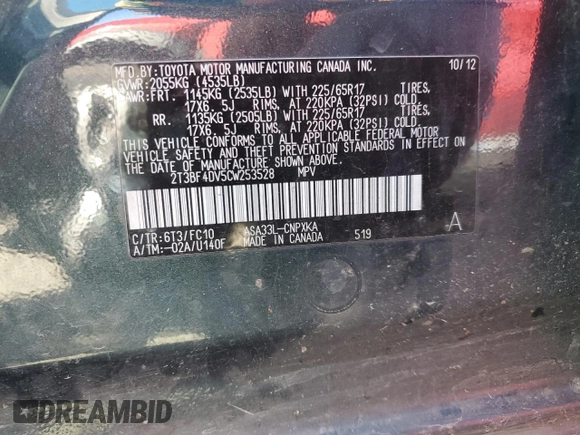 MFD.BY:TOYOTA MOTOR MANUFACTURING CANADA INC. 10/12
GVWR:2055KG (4535LB)
GAWR:FRT. 1145KG (2535LB) WITH 225/65R17 TIRES,
17X6.5J RIMS, AT 220KPA (32PSI) COLD.
RR. 1135KG (2505LB) WITH 225/65R17 TIRES,
17X6.5J RIMS, AT 220KPA (32PSI) COLD.
THIS VEHICLE CONFORMS TO ALL APPLICABLE FEDERAL MOTOR
VEHICLE SAFETY AND THEFT PREVENTION STANDARDS IN EFFECT ON
THE DATE OF MANUFACTURE SHOWN ABOVE.
2T3BF4DV5CW253528 MPV
C/TR:6T3/FC10 ASA33L-CNPXKA A
A/TM:-02A/U140F MADE IN CANADA 519
DREAMBID